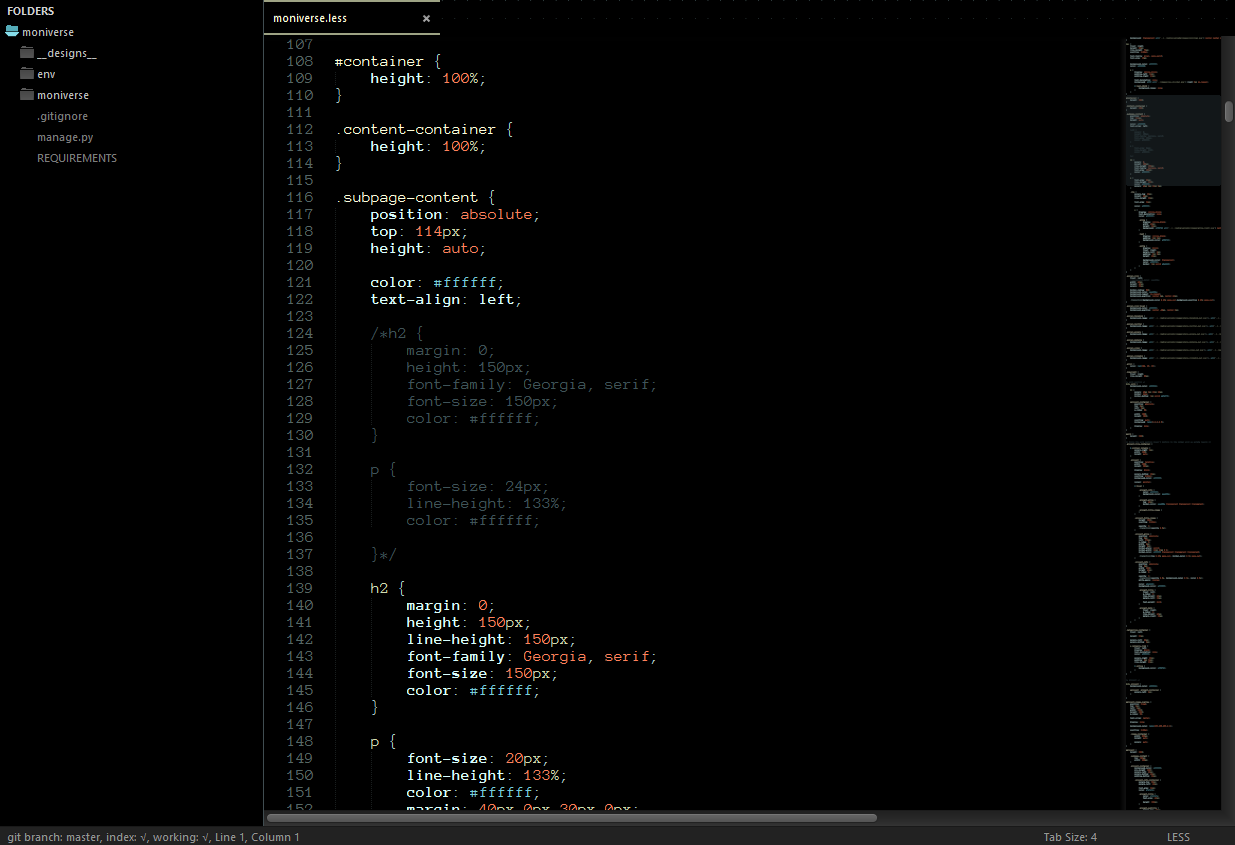 FOLDERS
moniverse
__designs__
env
moniverse
.gitignore
manage.py
REQUIREMENTS
moniverse.less ×
107
108 #container {
109     height: 100%;
110 }
111
112 .content-container {
113     height: 100%;
114 }
115
116 .subpage-content {
117     position: absolute;
118     top: 114px;
119     height: auto;
120
121     color: #ffffff;
122     text-align: left;
123
124     /*h2 {
125         margin: 0;
126         height: 150px;
127         font-family: Georgia, serif;
128         font-size: 150px;
129         color: #ffffff;
130     }
131
132     p {
133         font-size: 24px;
134         line-height: 133%;
135         color: #ffffff;
136
137     }*/
138
139     h2 {
140         margin: 0;
141         height: 150px;
142         line-height: 150px;
143         font-family: Georgia, serif;
144         font-size: 150px;
145         color: #ffffff;
146     }
147
148     p {
149         font-size: 20px;
150         line-height: 133%;
151         color: #ffffff;
152         margin: 40px 0px 30px 0px;
git branch: master, index: √, working: √, Line 1, Column 1
Tab Size: 4
LESS